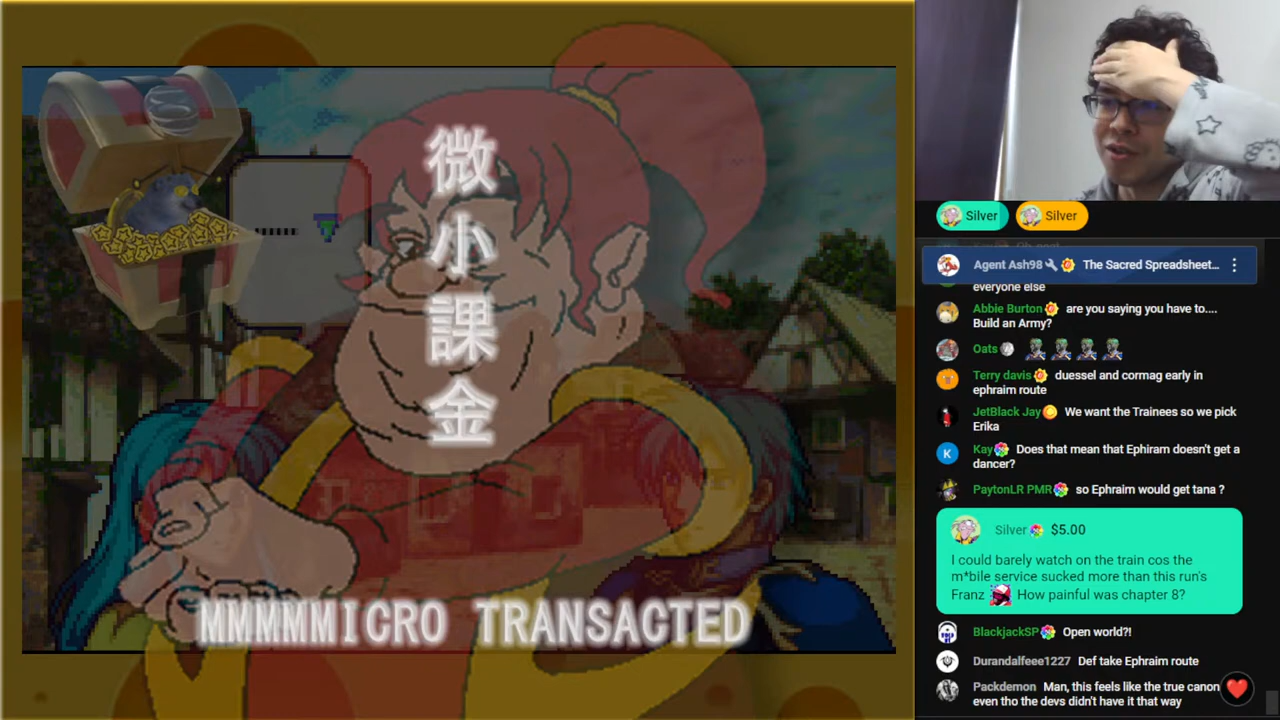 微
小
課
金
MMMMMICRO TRANSACTED
Silver
Silver
Agent Ash98 The Sacred Spreadsheet...
everyone else
Abbie Burton are you saying you have to....
Build an Army?
Oats
Terry davis duessel and cormag early in
ephraim route
JetBlack Jay We want the Trainees so we pick
Erika
K
Kay Does that mean that Ephiram doesn't get a
dancer?
PaytonLR PMR so Ephraim would get tana ?
Silver $5.00
I could barely watch on the train cos the
m*bile service sucked more than this run's
Franz How painful was chapter 8?
BlackjackSP Open world?!
Durandalfeee1227 Def take Ephraim route
Packdemon Man, this feels like the true canon
even tho the devs didn't have it that way